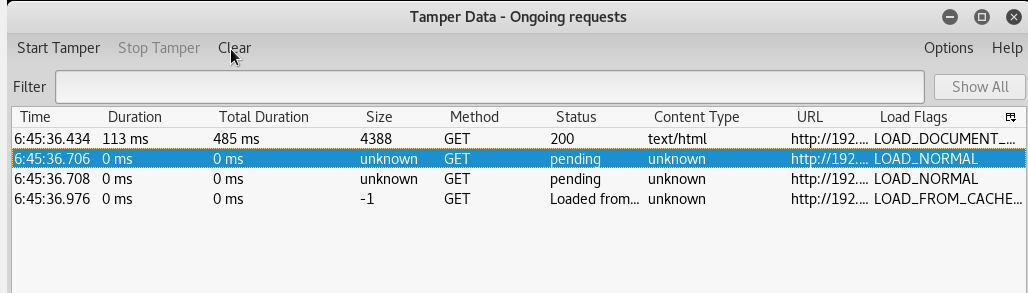 Tamper Data - Ongoing requests
Start Tamper Stop Tamper Clear Options Help
Filter Show All
Time Duration Total Duration Size Method Status Content Type URL Load Flags
6:45:36.434 113 ms 485 ms 4388 GET 200 text/html http://192.... LOAD_DOCUMENT_...
6:45:36.706 0 ms 0 ms unknown GET pending unknown http://192.... LOAD_NORMAL
6:45:36.708 0 ms 0 ms unknown GET pending unknown http://192.... LOAD_NORMAL
6:45:36.976 0 ms 0 ms -1 GET Loaded from... unknown http://192.... LOAD_FROM_CACHE...